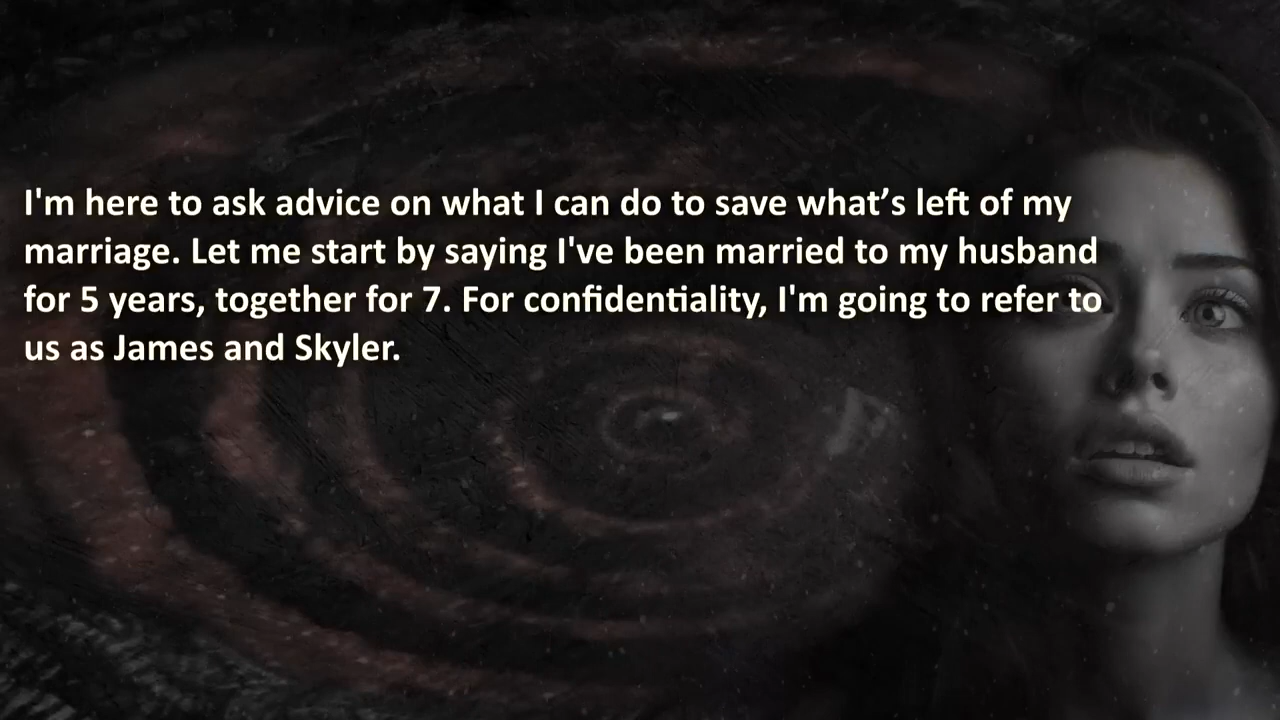 I'm here to ask advice on what I can do to save what’s left of my
marriage. Let me start by saying I've been married to my husband
for 5 years, together for 7. For confidentiality, I'm going to refer to
us as James and Skyler.